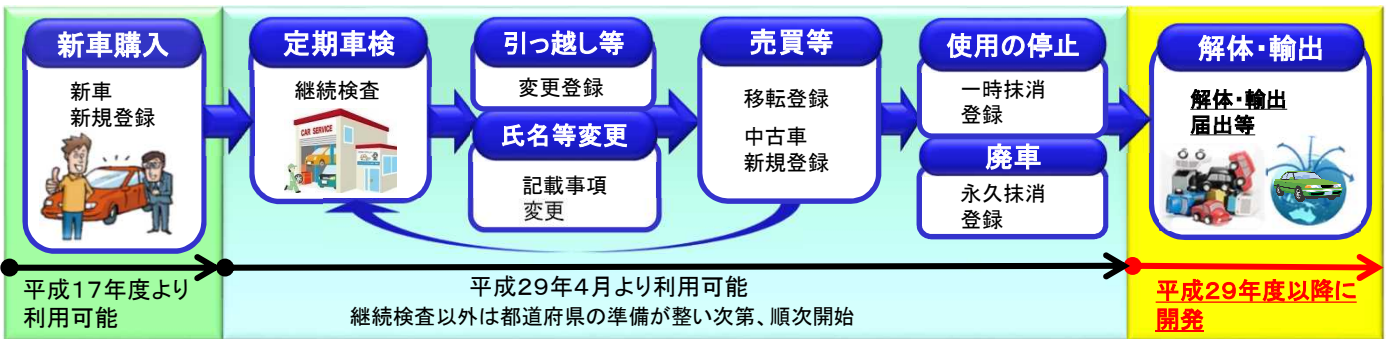 新車購入
新車
新規登録
定期車検
継続検査
CAR SERVICE
引っ越し等
変更登録
氏名等変更
記載事項
変更
売買等
移転登録
中古車
新規登録
使用の停止
一時抹消
登録
廃車
永久抹消
登録
解体・輸出
解体・輸出
届出等
平成17年度より
利用可能
平成29年4月より利用可能
継続検査以外は都道府県の準備が整い次第、順次開始
平成29年度以降に
開発